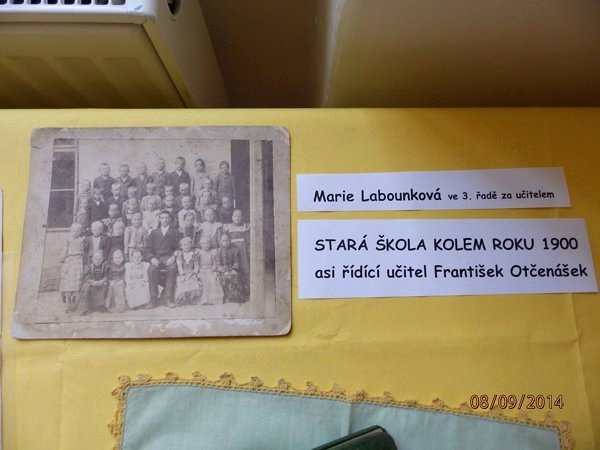 Marie Labounková ve 3. řadě za učitelem
STARÁ ŠKOLA KOLEM ROKU 1900
asi řídící učitel František Otčenášek
08/09/2014